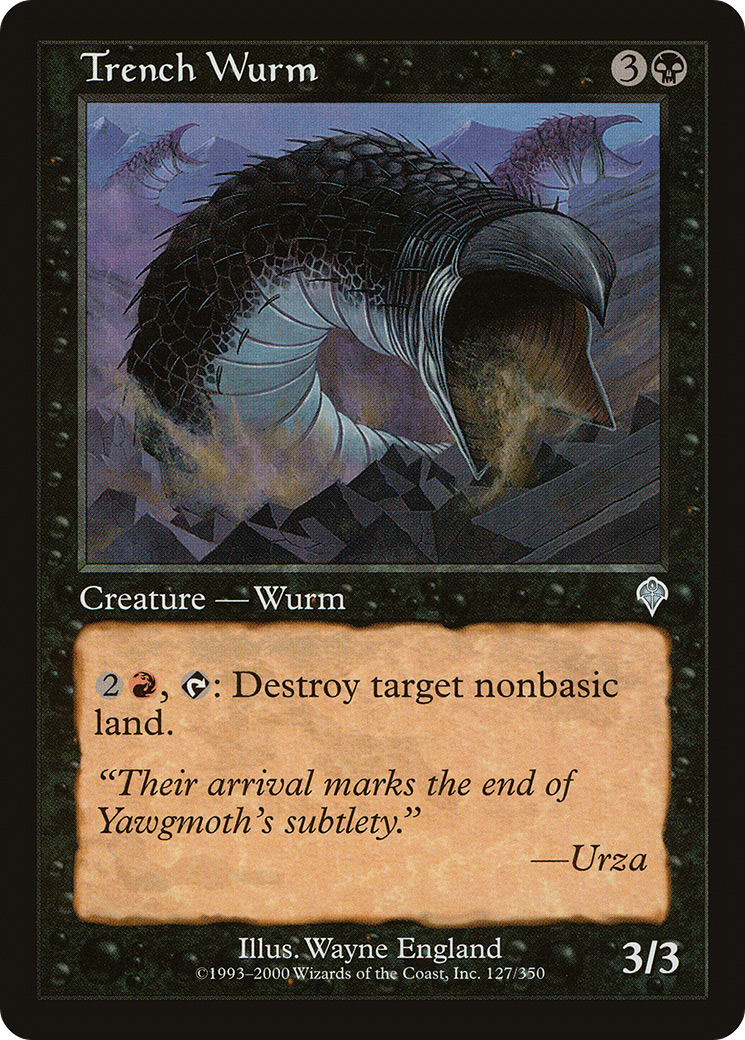 Trench Wurm
3
Creature — Wurm
2, : Destroy target nonbasic
land.
“Their arrival marks the end of
Yawgmoth’s subtlety.”
—Urza
Illus. Wayne England
©1993–2000 Wizards of the Coast, Inc. 127/350
3/3